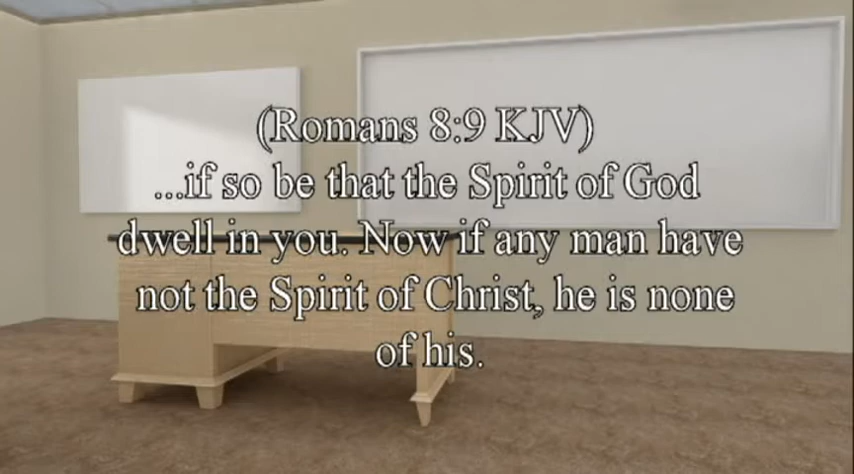 (Romans 8:9 KJV)
...if so be that the Spirit of God
dwell in you. Now if any man have
not the Spirit of Christ, he is none
of his.